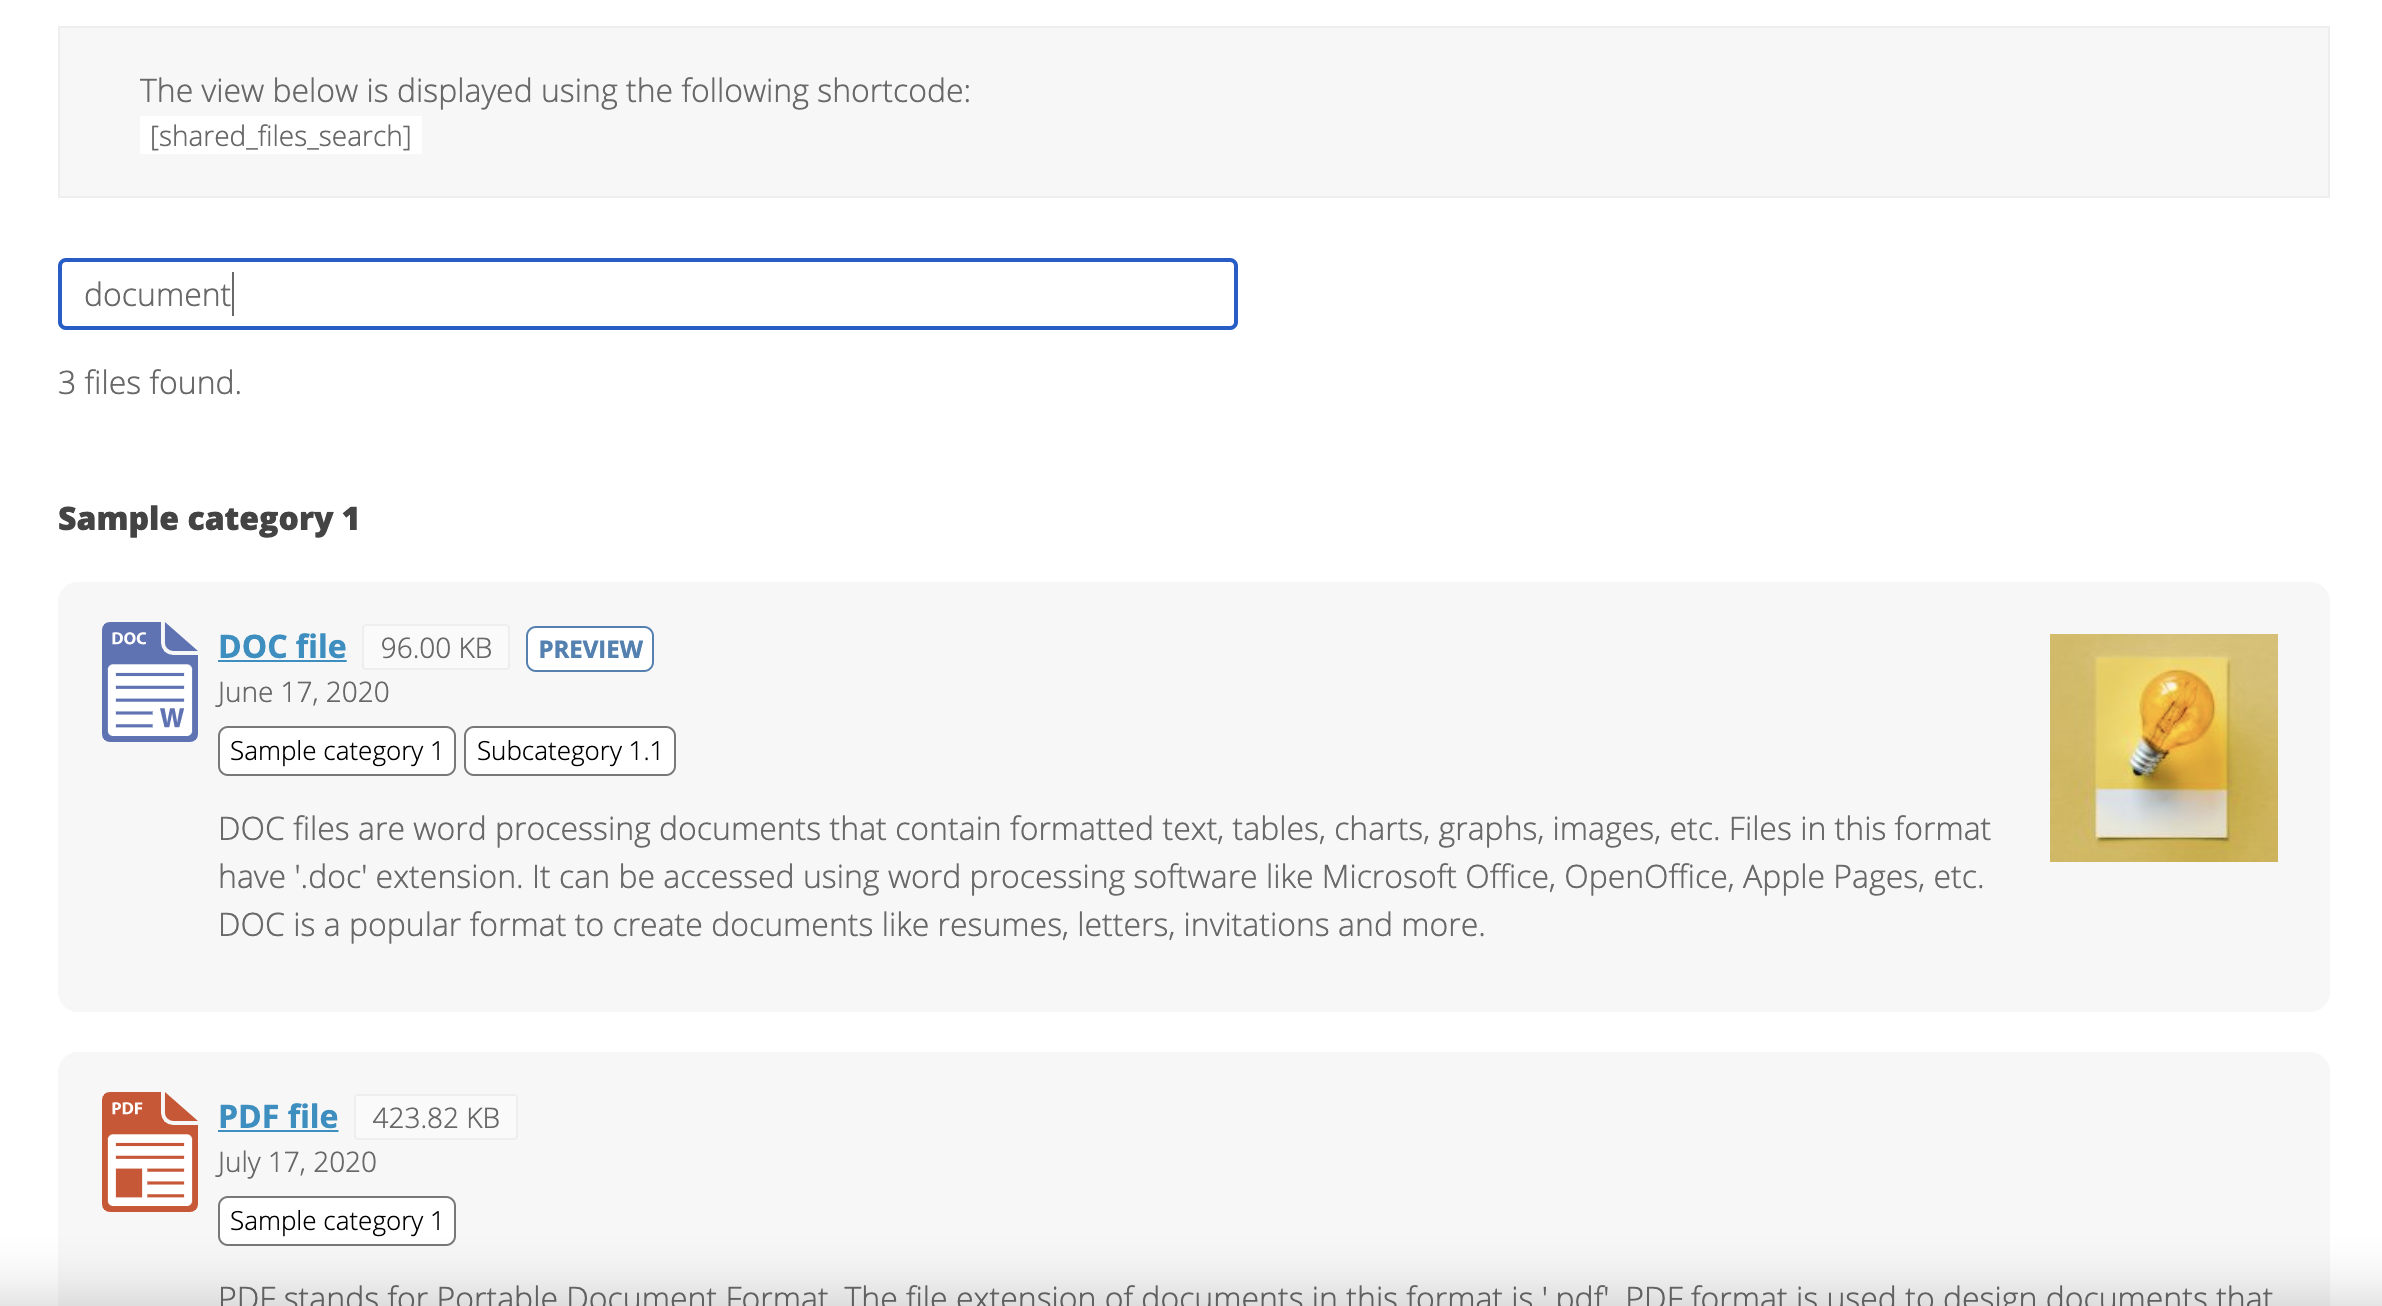 The view below is displayed using the following shortcode:
[shared_files_search]
document
3 files found.
Sample category 1
DOC
W
DOC file 96.00 KB PREVIEW
June 17, 2020
Sample category 1 Subcategory 1.1
DOC files are word processing documents that contain formatted text, tables, charts, graphs, images, etc. Files in this format
have '.doc' extension. It can be accessed using word processing software like Microsoft Office, OpenOffice, Apple Pages, etc.
DOC is a popular format to create documents like resumes, letters, invitations and more.
PDF
PDF file 423.82 KB
July 17, 2020
Sample category 1
PDF stands for Portable Document Format. The file extension of documents in this format is '.pdf'. PDF format is used to design documents that